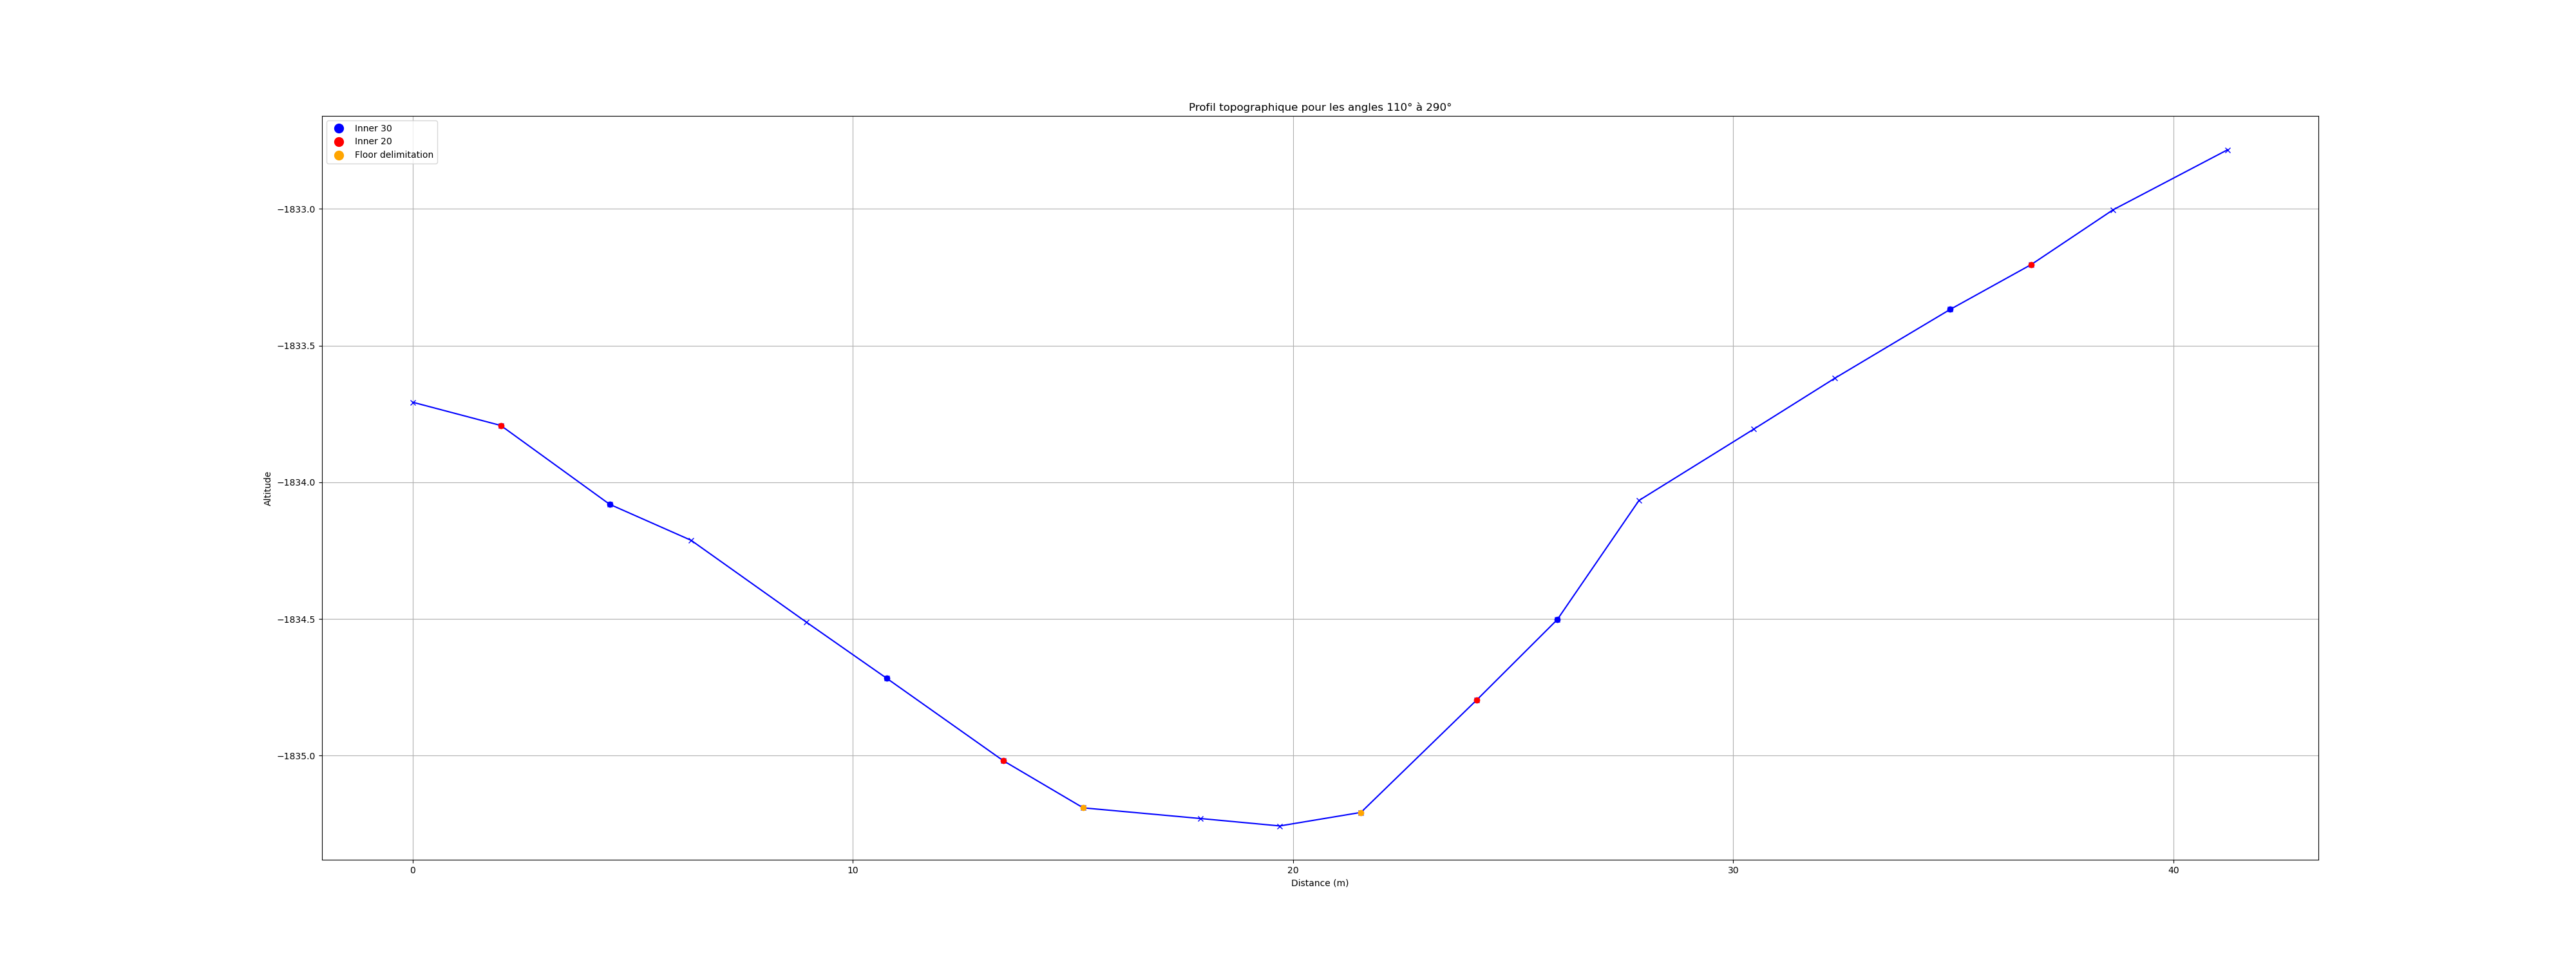 Profil topographique pour les angles 110° à 290°
Inner 30
Inner 20
Floor delimitation
−1833.0
−1833.5
−1834.0
−1834.5
−1835.0
Altitude
0 10 20 30 40
Distance (m)